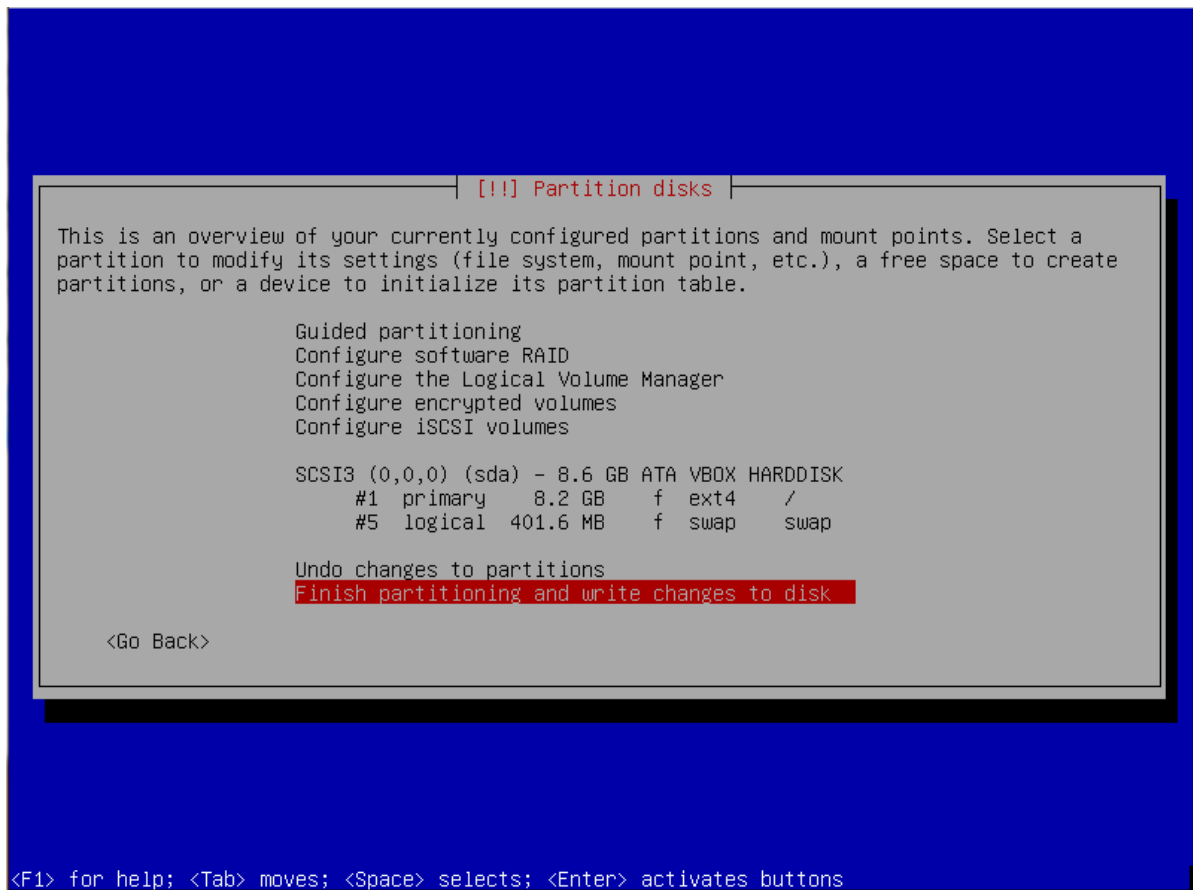 [!!] Partition disks
This is an overview of your currently configured partitions and mount points. Select a
partition to modify its settings (file system, mount point, etc.), a free space to create
partitions, or a device to initialize its partition table.
Guided partitioning
Configure software RAID
Configure the Logical Volume Manager
Configure encrypted volumes
Configure iSCSI volumes
SCSI3 (0,0,0) (sda) - 8.6 GB ATA VBOX HARDDISK
#1 primary 8.2 GB f ext4 /
#5 logical 401.6 MB f swap swap
Undo changes to partitions
Finish partitioning and write changes to disk
<Go Back>
<F1> for help; <Tab> moves; <Space> selects; <Enter> activates buttons